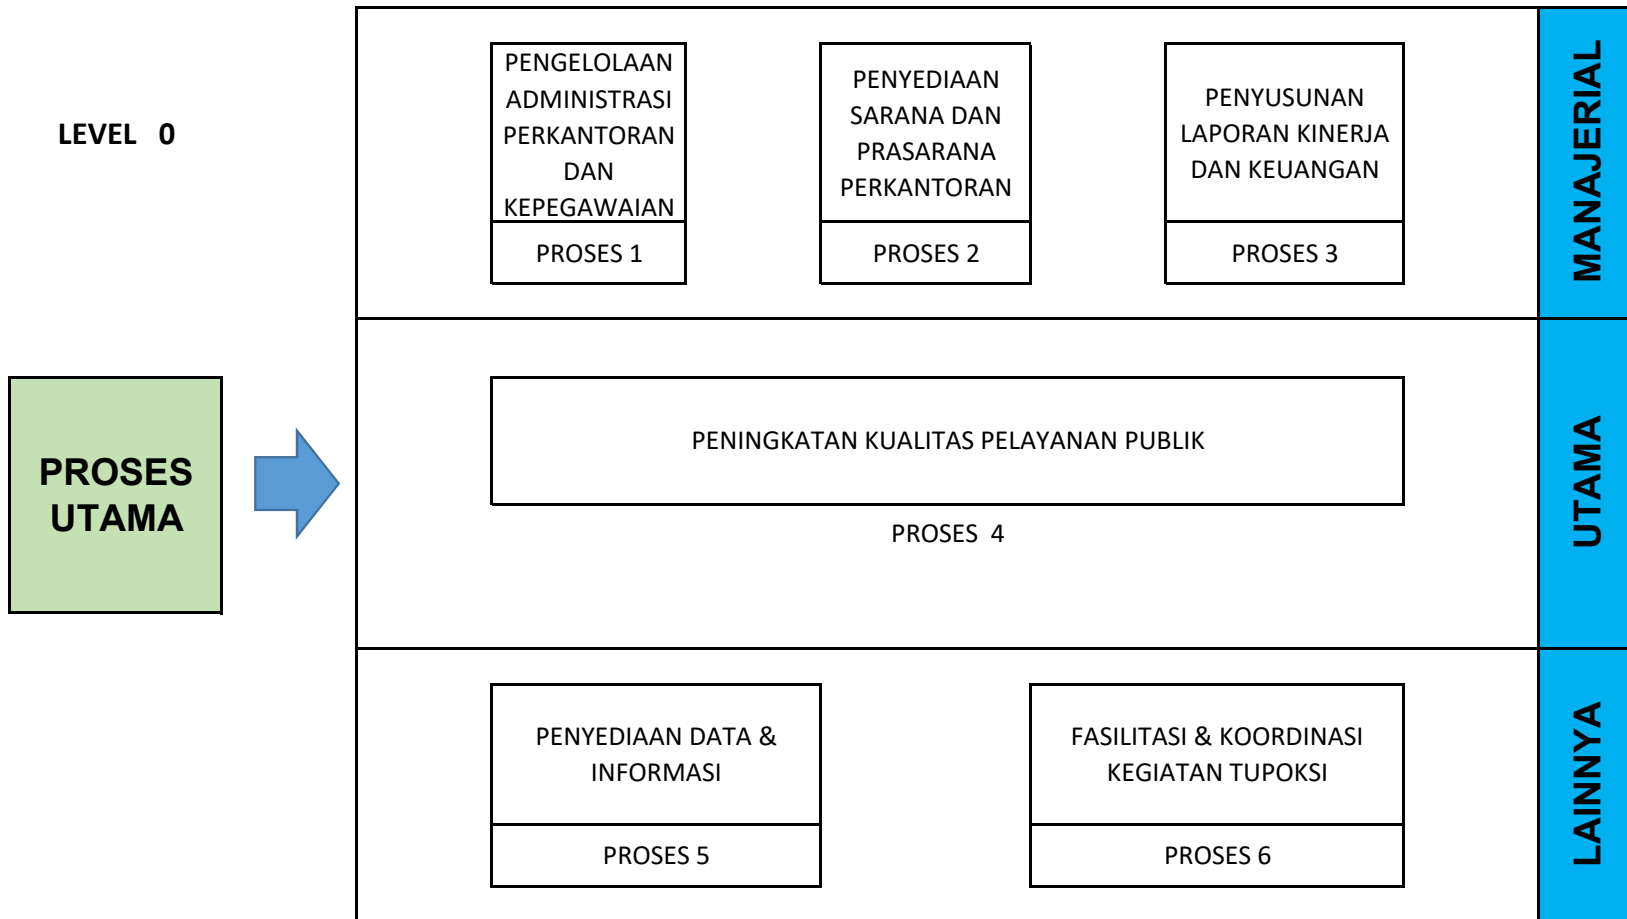 LEVEL 0
PENGELOLAAN
ADMINISTRASI
PERKANTORAN
DAN
KEPEGAWAIAN
PROSES 1
PENYEDIAAN
SARANA DAN
PRASARANA
PERKANTORAN
PROSES 2
PENYUSUNAN
LAPORAN KINERJA
DAN KEUANGAN
PROSES 3
MANAJERIAL
PROSES
UTAMA
PENINGKATAN KUALITAS PELAYANAN PUBLIK
PROSES 4
UTAMA
PENYEDIAAN DATA &
INFORMASI
PROSES 5
FASILITASI & KOORDINASI
KEGIATAN TUPOKSI
PROSES 6
LAINNYA